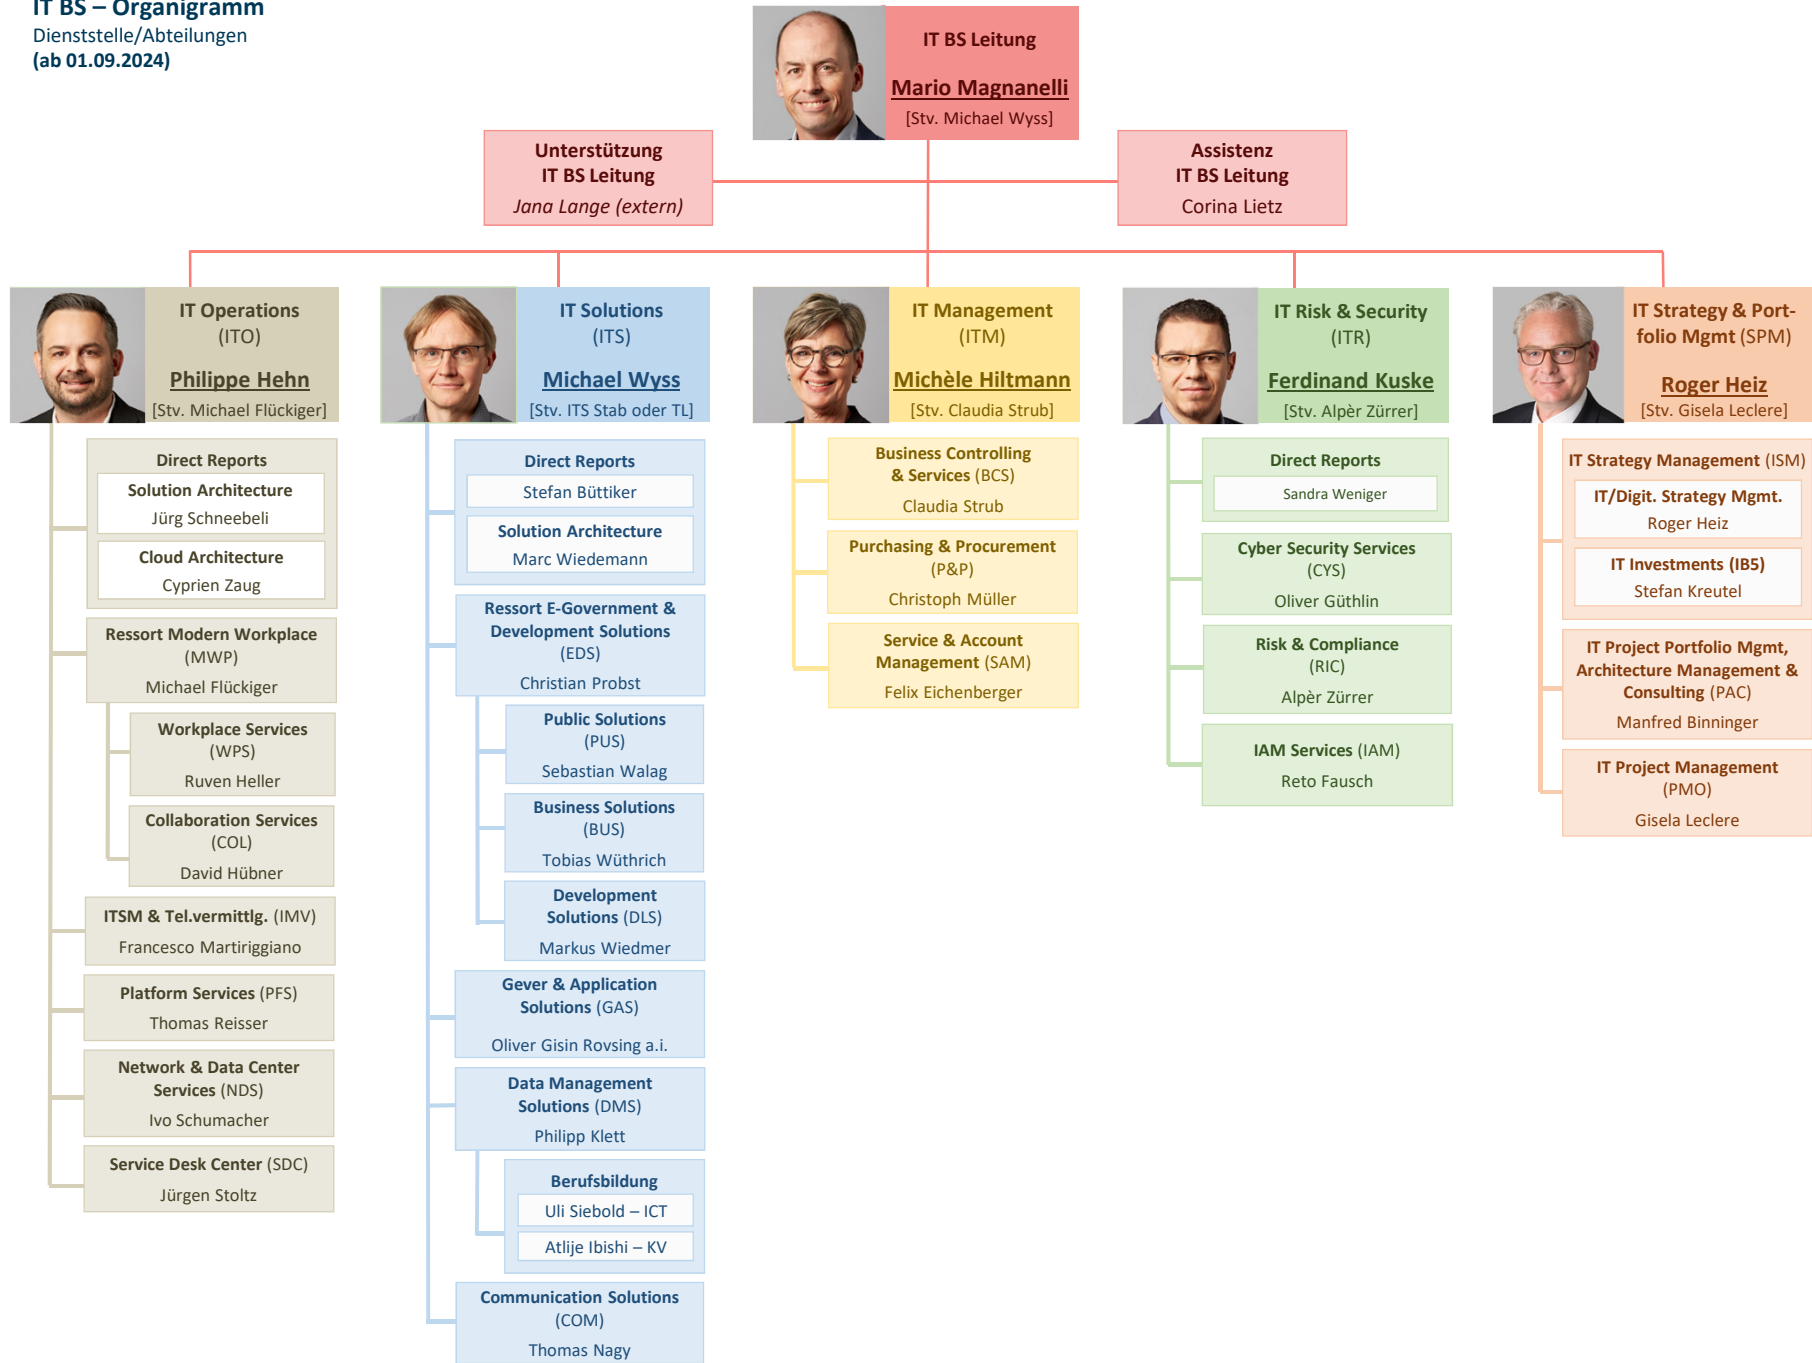 IT BS – Organigramm
Dienststelle/Abteilungen
(ab 01.09.2024)
IT BS Leitung
Mario Magnanelli
[Stv. Michael Wyss]
Unterstützung
IT BS Leitung
Jana Lange (extern)
Assistenz
IT BS Leitung
Corina Lietz
IT Operations
(ITO)
Philippe Hehn
[Stv. Michael Flückiger]
Direct Reports
Solution Architecture
Jürg Schneebeli
Cloud Architecture
Cyprien Zaug
Ressort Modern Workplace
(MWP)
Michael Flückiger
Workplace Services
(WPS)
Ruven Heller
Collaboration Services
(COL)
David Hübner
ITSM & Tel.vermittlg. (IMV)
Francesco Martiriggiano
Platform Services (PFS)
Thomas Reisser
Network & Data Center
Services (NDS)
Ivo Schumacher
Service Desk Center (SDC)
Jürgen Stoltz
IT Solutions
(ITS)
Michael Wyss
[Stv. ITS Stab oder TL]
Direct Reports
Stefan Büttiker
Solution Architecture
Marc Wiedemann
Ressort E-Government &
Development Solutions
(EDS)
Christian Probst
Public Solutions
(PUS)
Sebastian Walag
Business Solutions
(BUS)
Tobias Wüthrich
Development
Solutions (DLS)
Markus Wiedmer
Gever & Application
Solutions (GAS)
Oliver Gisin Rovsing a.i.
Data Management
Solutions (DMS)
Philipp Klett
Berufsbildung
Uli Siebold – ICT
Atlije Ibishi – KV
Communication Solutions
(COM)
Thomas Nagy
IT Management
(ITM)
Michèle Hiltmann
[Stv. Claudia Strub]
Business Controlling
& Services (BCS)
Claudia Strub
Purchasing & Procurement
(P&P)
Christoph Müller
Service & Account
Management (SAM)
Felix Eichenberger
IT Risk & Security
(ITR)
Ferdinand Kuske
[Stv. Alpèr Zürrer]
Direct Reports
Sandra Weniger
Cyber Security Services
(CYS)
Oliver Güthlin
Risk & Compliance
(RIC)
Alpèr Zürrer
IAM Services (IAM)
Reto Fausch
IT Strategy & Port-
folio Mgmt (SPM)
Roger Heiz
[Stv. Gisela Leclere]
IT Strategy Management (ISM)
IT/Digit. Strategy Mgmt.
Roger Heiz
IT Investments (IB5)
Stefan Kreutel
IT Project Portfolio Mgmt,
Architecture Management &
Consulting (PAC)
Manfred Binninger
IT Project Management
(PMO)
Gisela Leclere